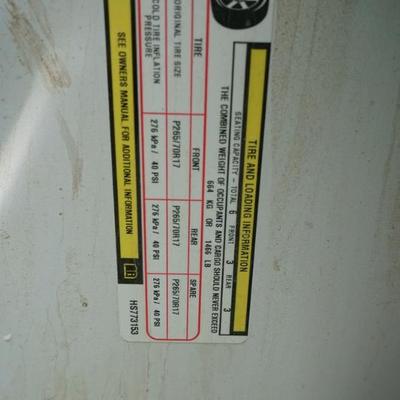 TIRE AND LOADING INFORMATION
SEATING CAPACITY – TOTAL 6 FRONT 3 REAR 3
THE COMBINED WEIGHT OF OCCUPANTS AND CARGO SHOULD NEVER EXCEED
664 KG OR 1466 LB
TIRE FRONT REAR SPARE
ORIGINAL TIRE SIZE P265/70R17 P265/70R17 P265/70R17
COLD TIRE INFLATION PRESSURE 276 kPa / 40 PSI 276 kPa / 40 PSI 276 kPa / 40 PSI
SEE OWNERS MANUAL FOR ADDITIONAL INFORMATION
HS773153